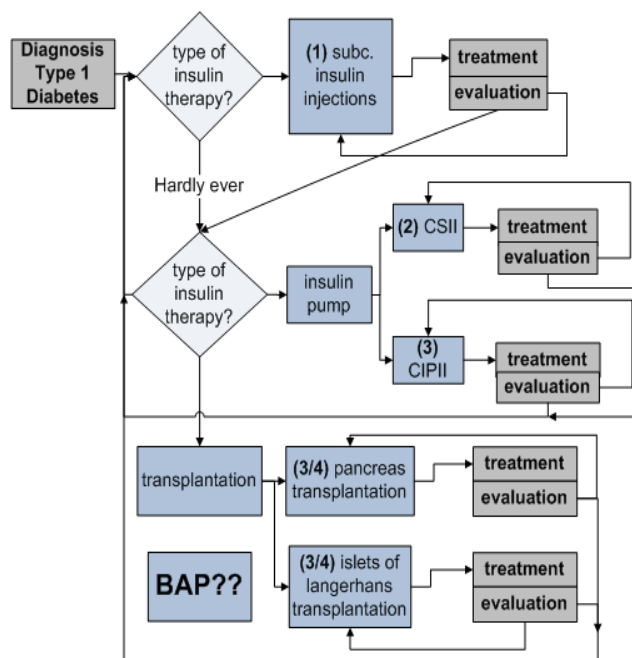 Diagnosis
Type 1
Diabetes
type of
insulin
therapy?
(1) subc.
insulin
injections
treatment
evaluation
Hardly ever
type of
insulin
therapy?
insulin
pump
(2) CSII
treatment
evaluation
(3)
CIPII
treatment
evaluation
transplantation
(3/4) pancreas
transplantation
treatment
evaluation
BAP??
(3/4) islets of
langerhans
transplantation
treatment
evaluation